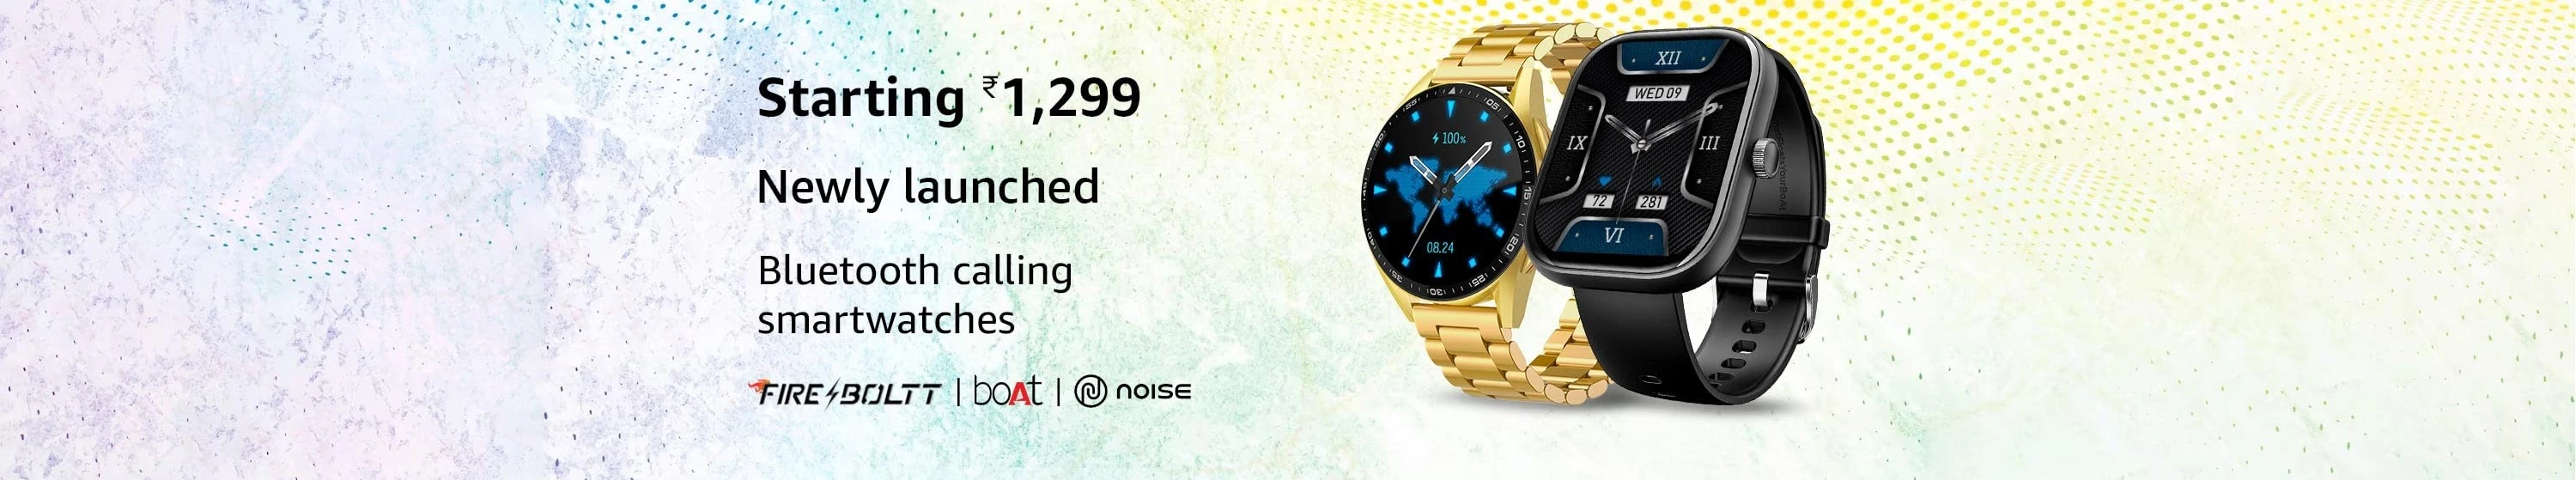 Starting ₹1,299
Newly launched
Bluetooth calling
smartwatches
FIRE BOLTT | boAt | NOISE
100%
08.24
XII
WED 09
IX
III
72 281
VI